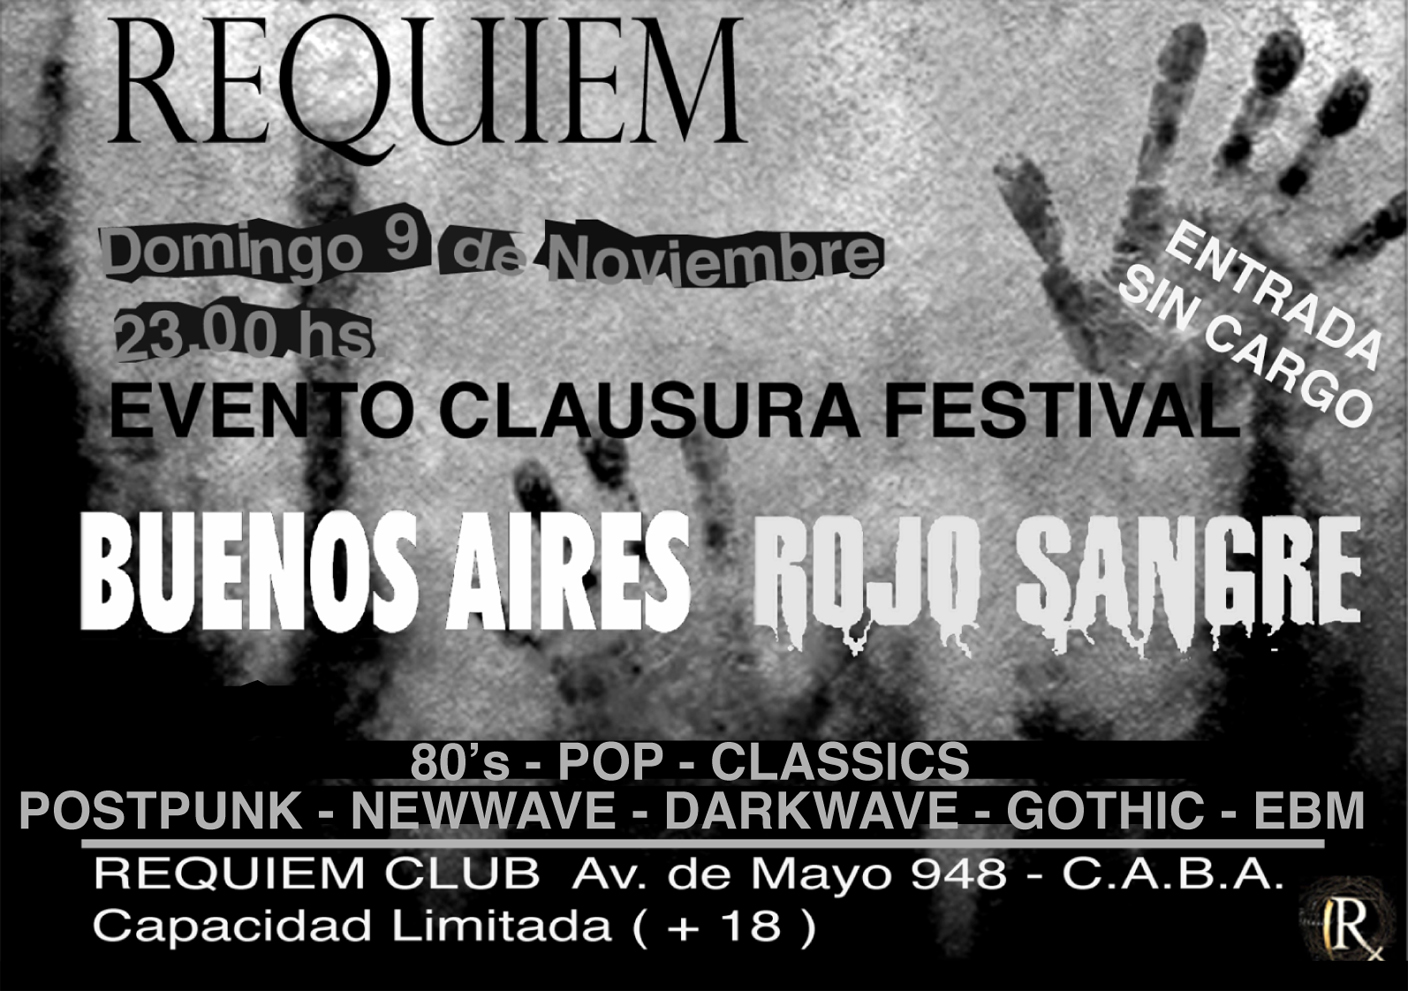 REQUIEM
Domingo 9 de Noviembre
23.00 hs
ENTRADA
SIN CARGO
EVENTO CLAUSURA FESTIVAL
BUENOS AIRES ROJO SANGRE
80's - POP - CLASSICS
POSTPUNK - NEWWAVE - DARKWAVE - GOTHIC - EBM
REQUIEM CLUB Av. de Mayo 948 - C.A.B.A.
Capacidad Limitada ( + 18 )
Rx